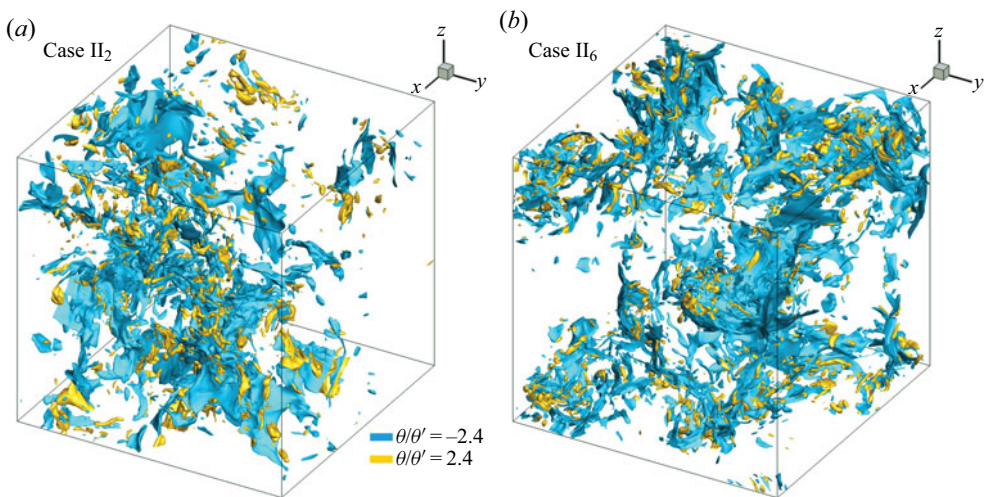 (a)
Case II₂
z
x
y
θ/θ′ = –2.4
θ/θ′ = 2.4
(b)
Case II₆
z
x
y